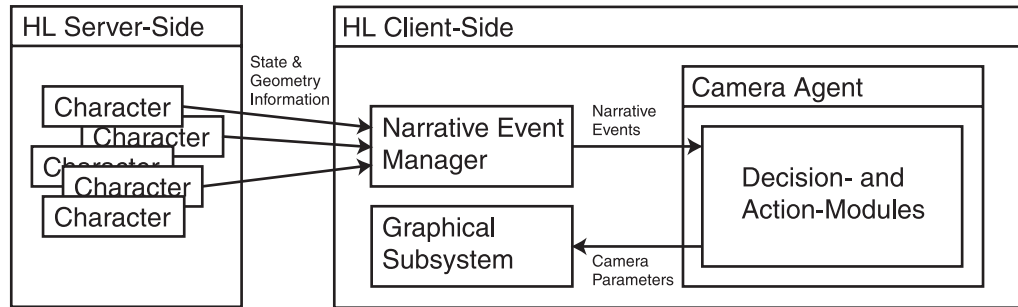 HL Server-Side
Character
Character
Character
Character
Character
State &
Geometry
Information
HL Client-Side
Narrative Event
Manager
Narrative
Events
Graphical
Subsystem
Camera
Parameters
Camera Agent
Decision- and
Action-Modules